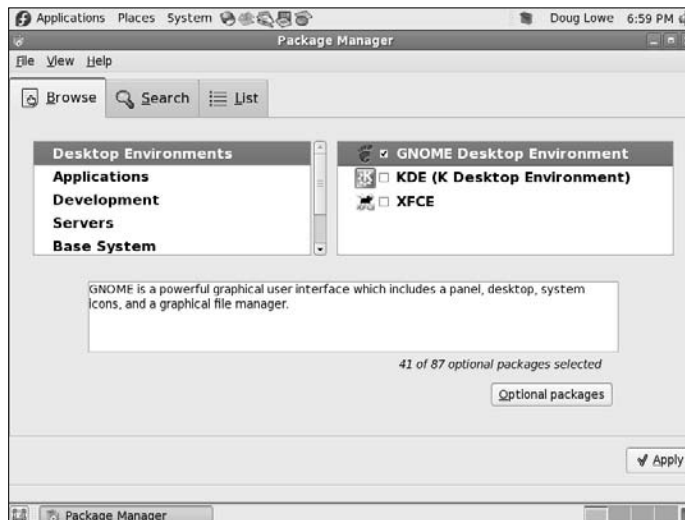 Applications Places System Doug Lowe 6:59 PM
Package Manager
File View Help
Browse Search List
Desktop Environments
Applications
Development
Servers
Base System
GNOME Desktop Environment
KDE (K Desktop Environment)
XFCE
GNOME is a powerful graphical user interface which includes a panel, desktop, system
icons, and a graphical file manager.
41 of 87 optional packages selected
Optional packages
Apply
Package Manager